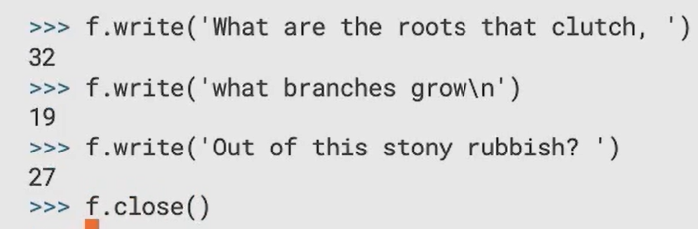 >>> f.write('What are the roots that clutch, ')
32
>>> f.write('what branches grow\n')
19
>>> f.write('Out of this stony rubbish? ')
27
>>> f.close()